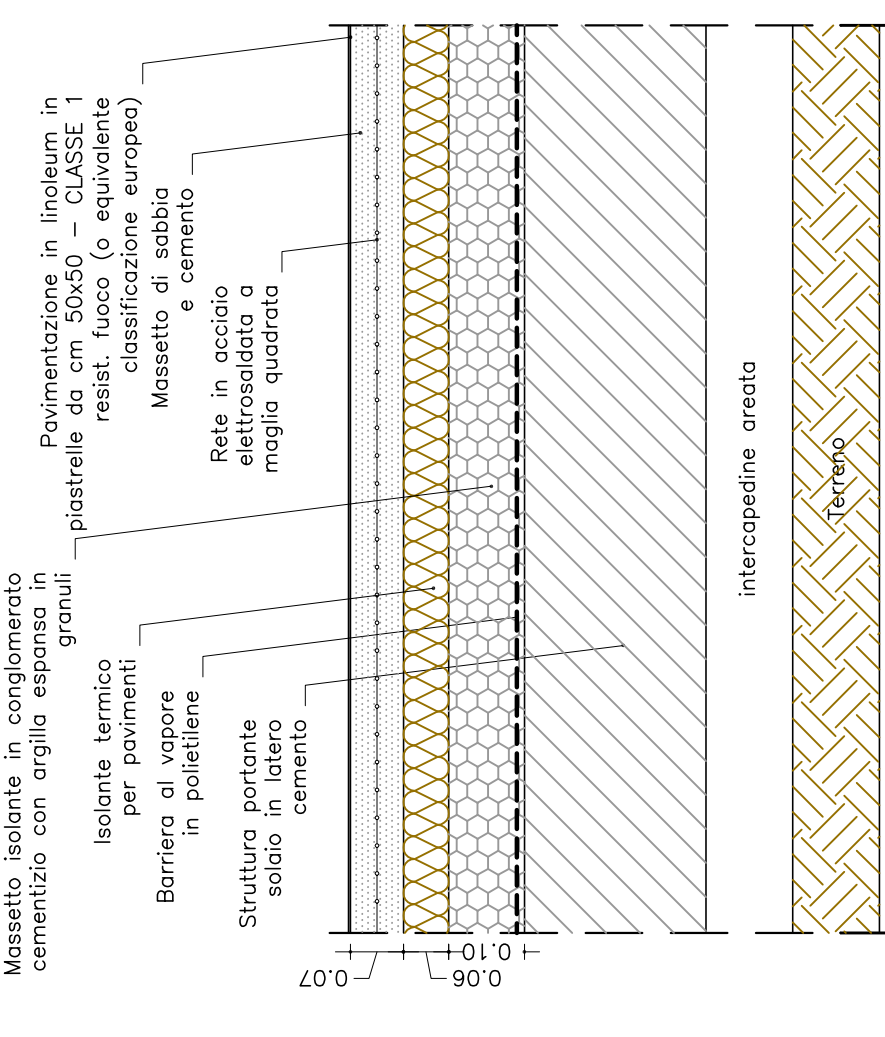 Pavimentazione in linoleum in
piastrelle da cm 50x50 – CLASSE 1
resist. fuoco (o equivalente
classificazione europea)
Massetto di sabbia
e cemento
Rete in acciaio
elettrosaldata a
maglia quadrata
Massetto isolante in conglomerato
cementizio con argilla espansa in
granuli
Isolante termico
per pavimenti
Barriera al vapore
in polietilene
Struttura portante
solaio in latero
cemento
intercapedine areata
Terreno
0.07
0.06
0.10